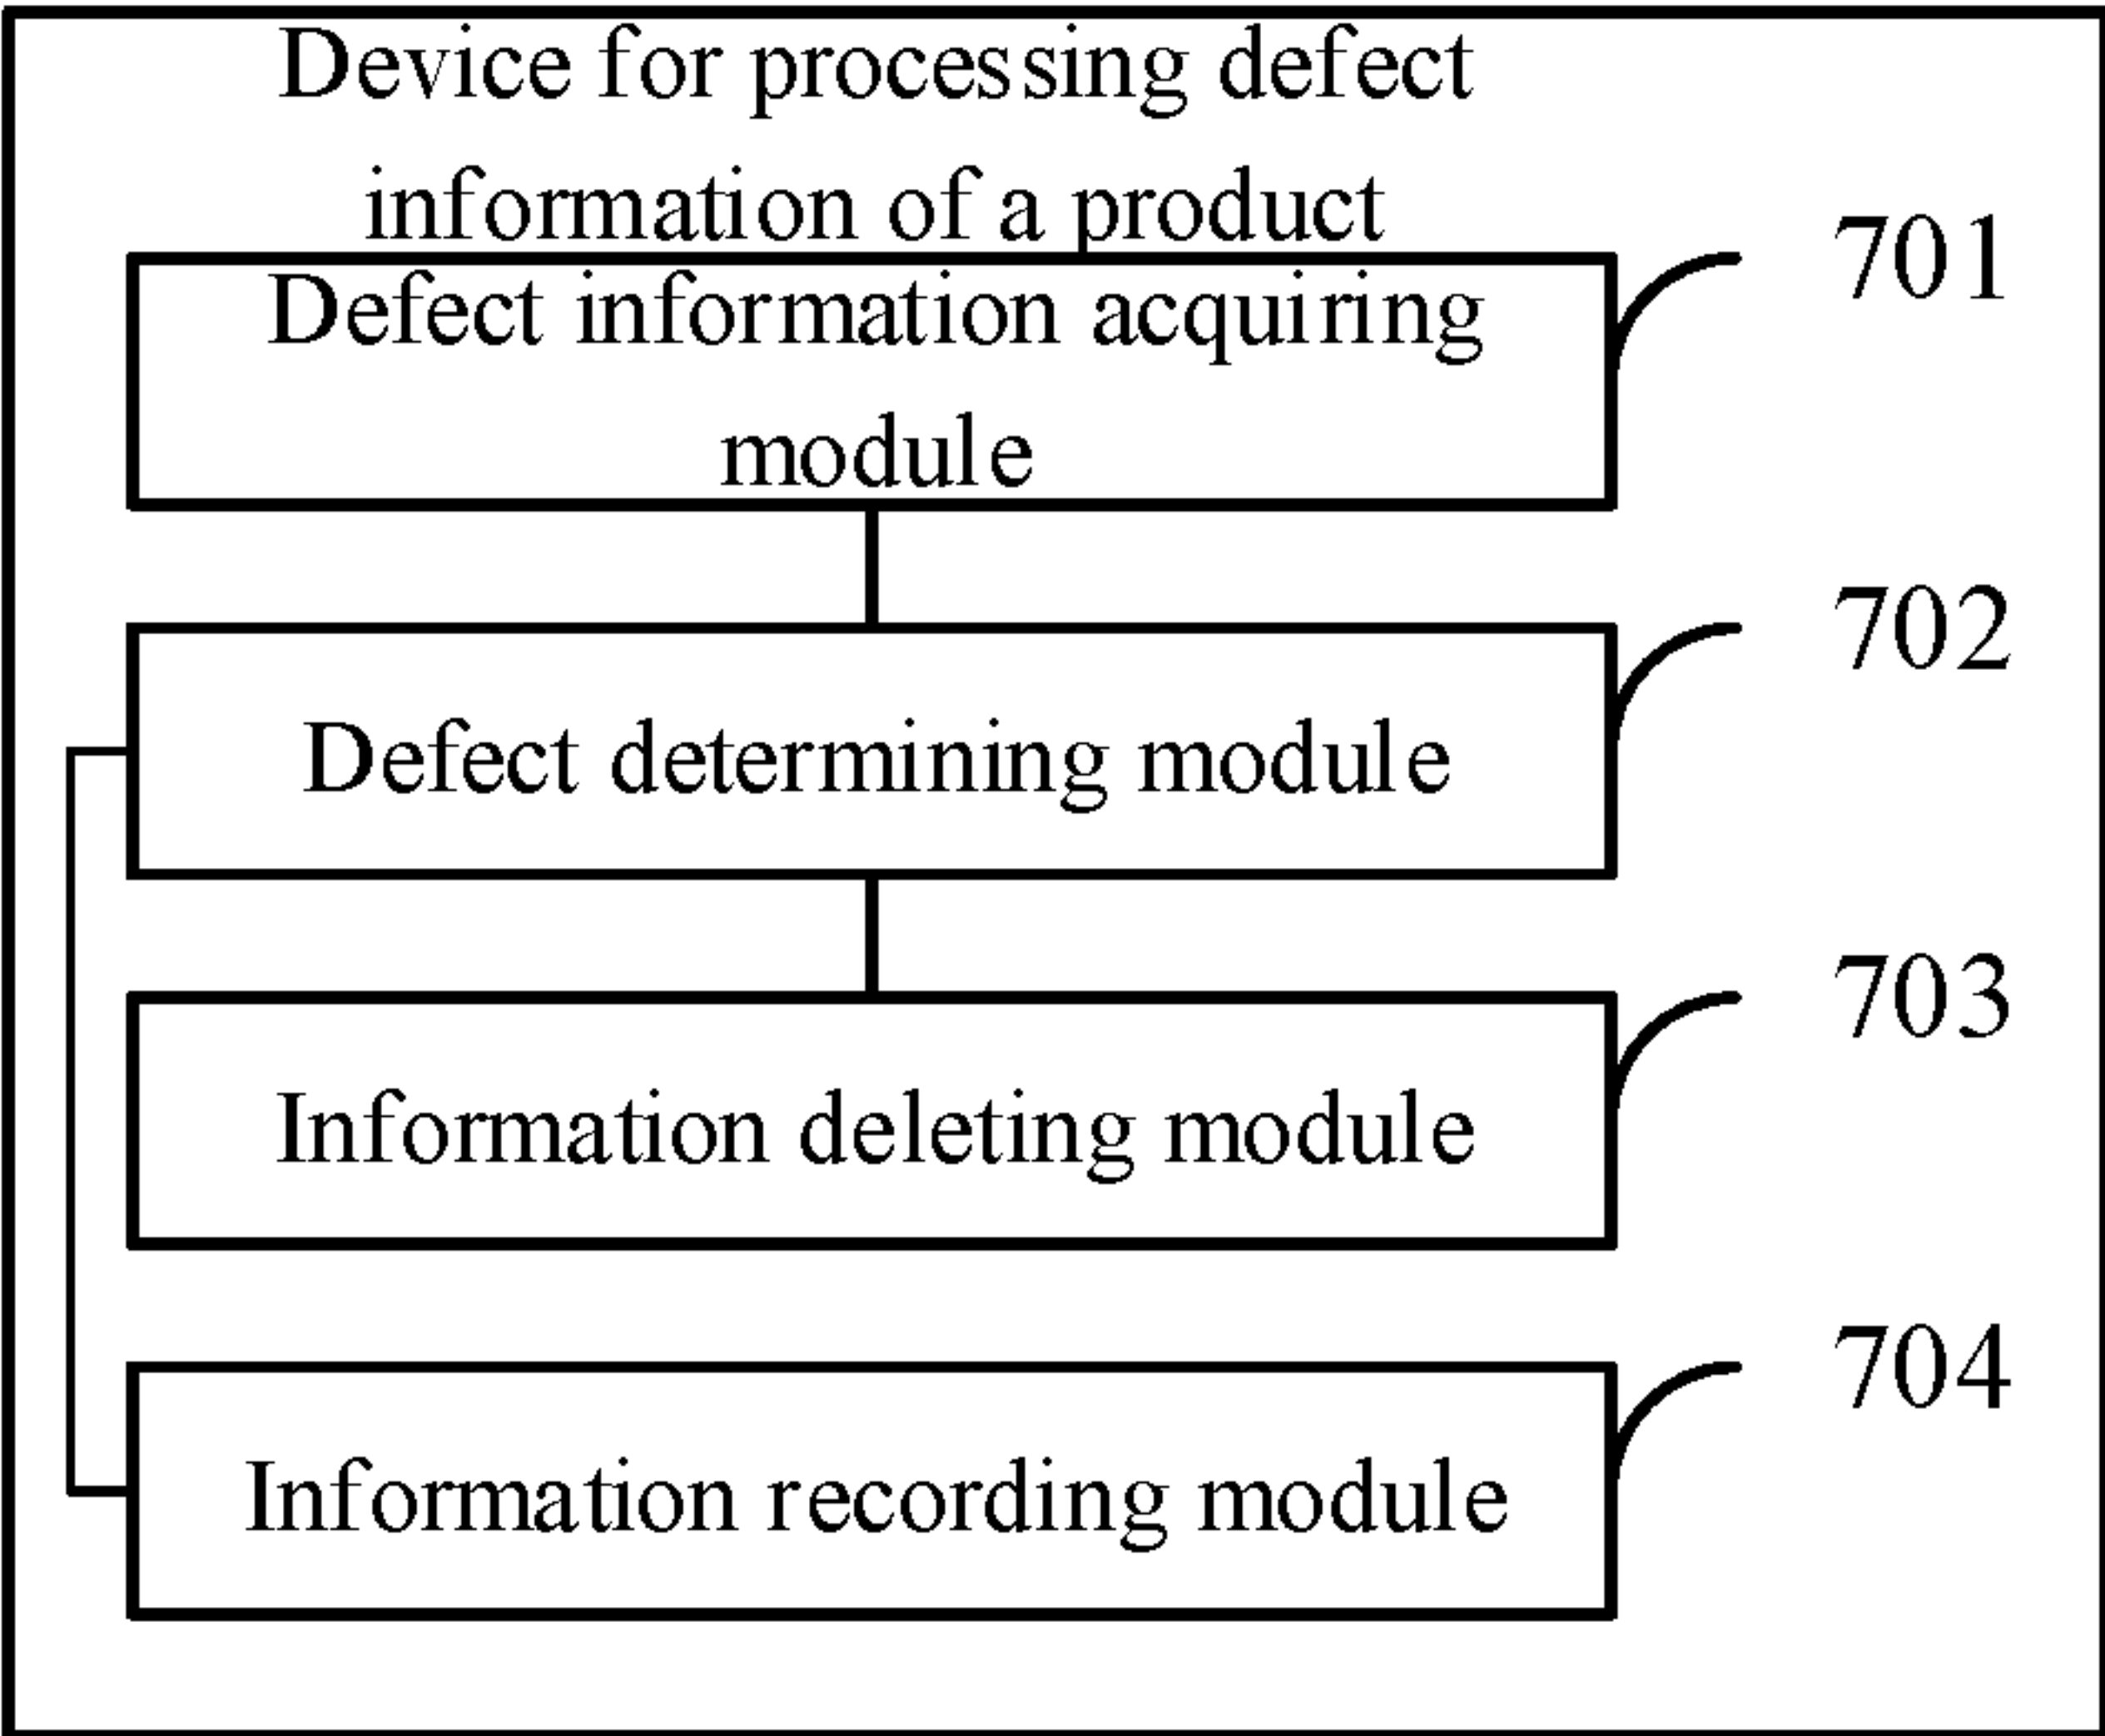 Device for processing defect
information of a product
701
Defect information acquiring
module
702
Defect determining module
703
Information deleting module
704
Information recording module